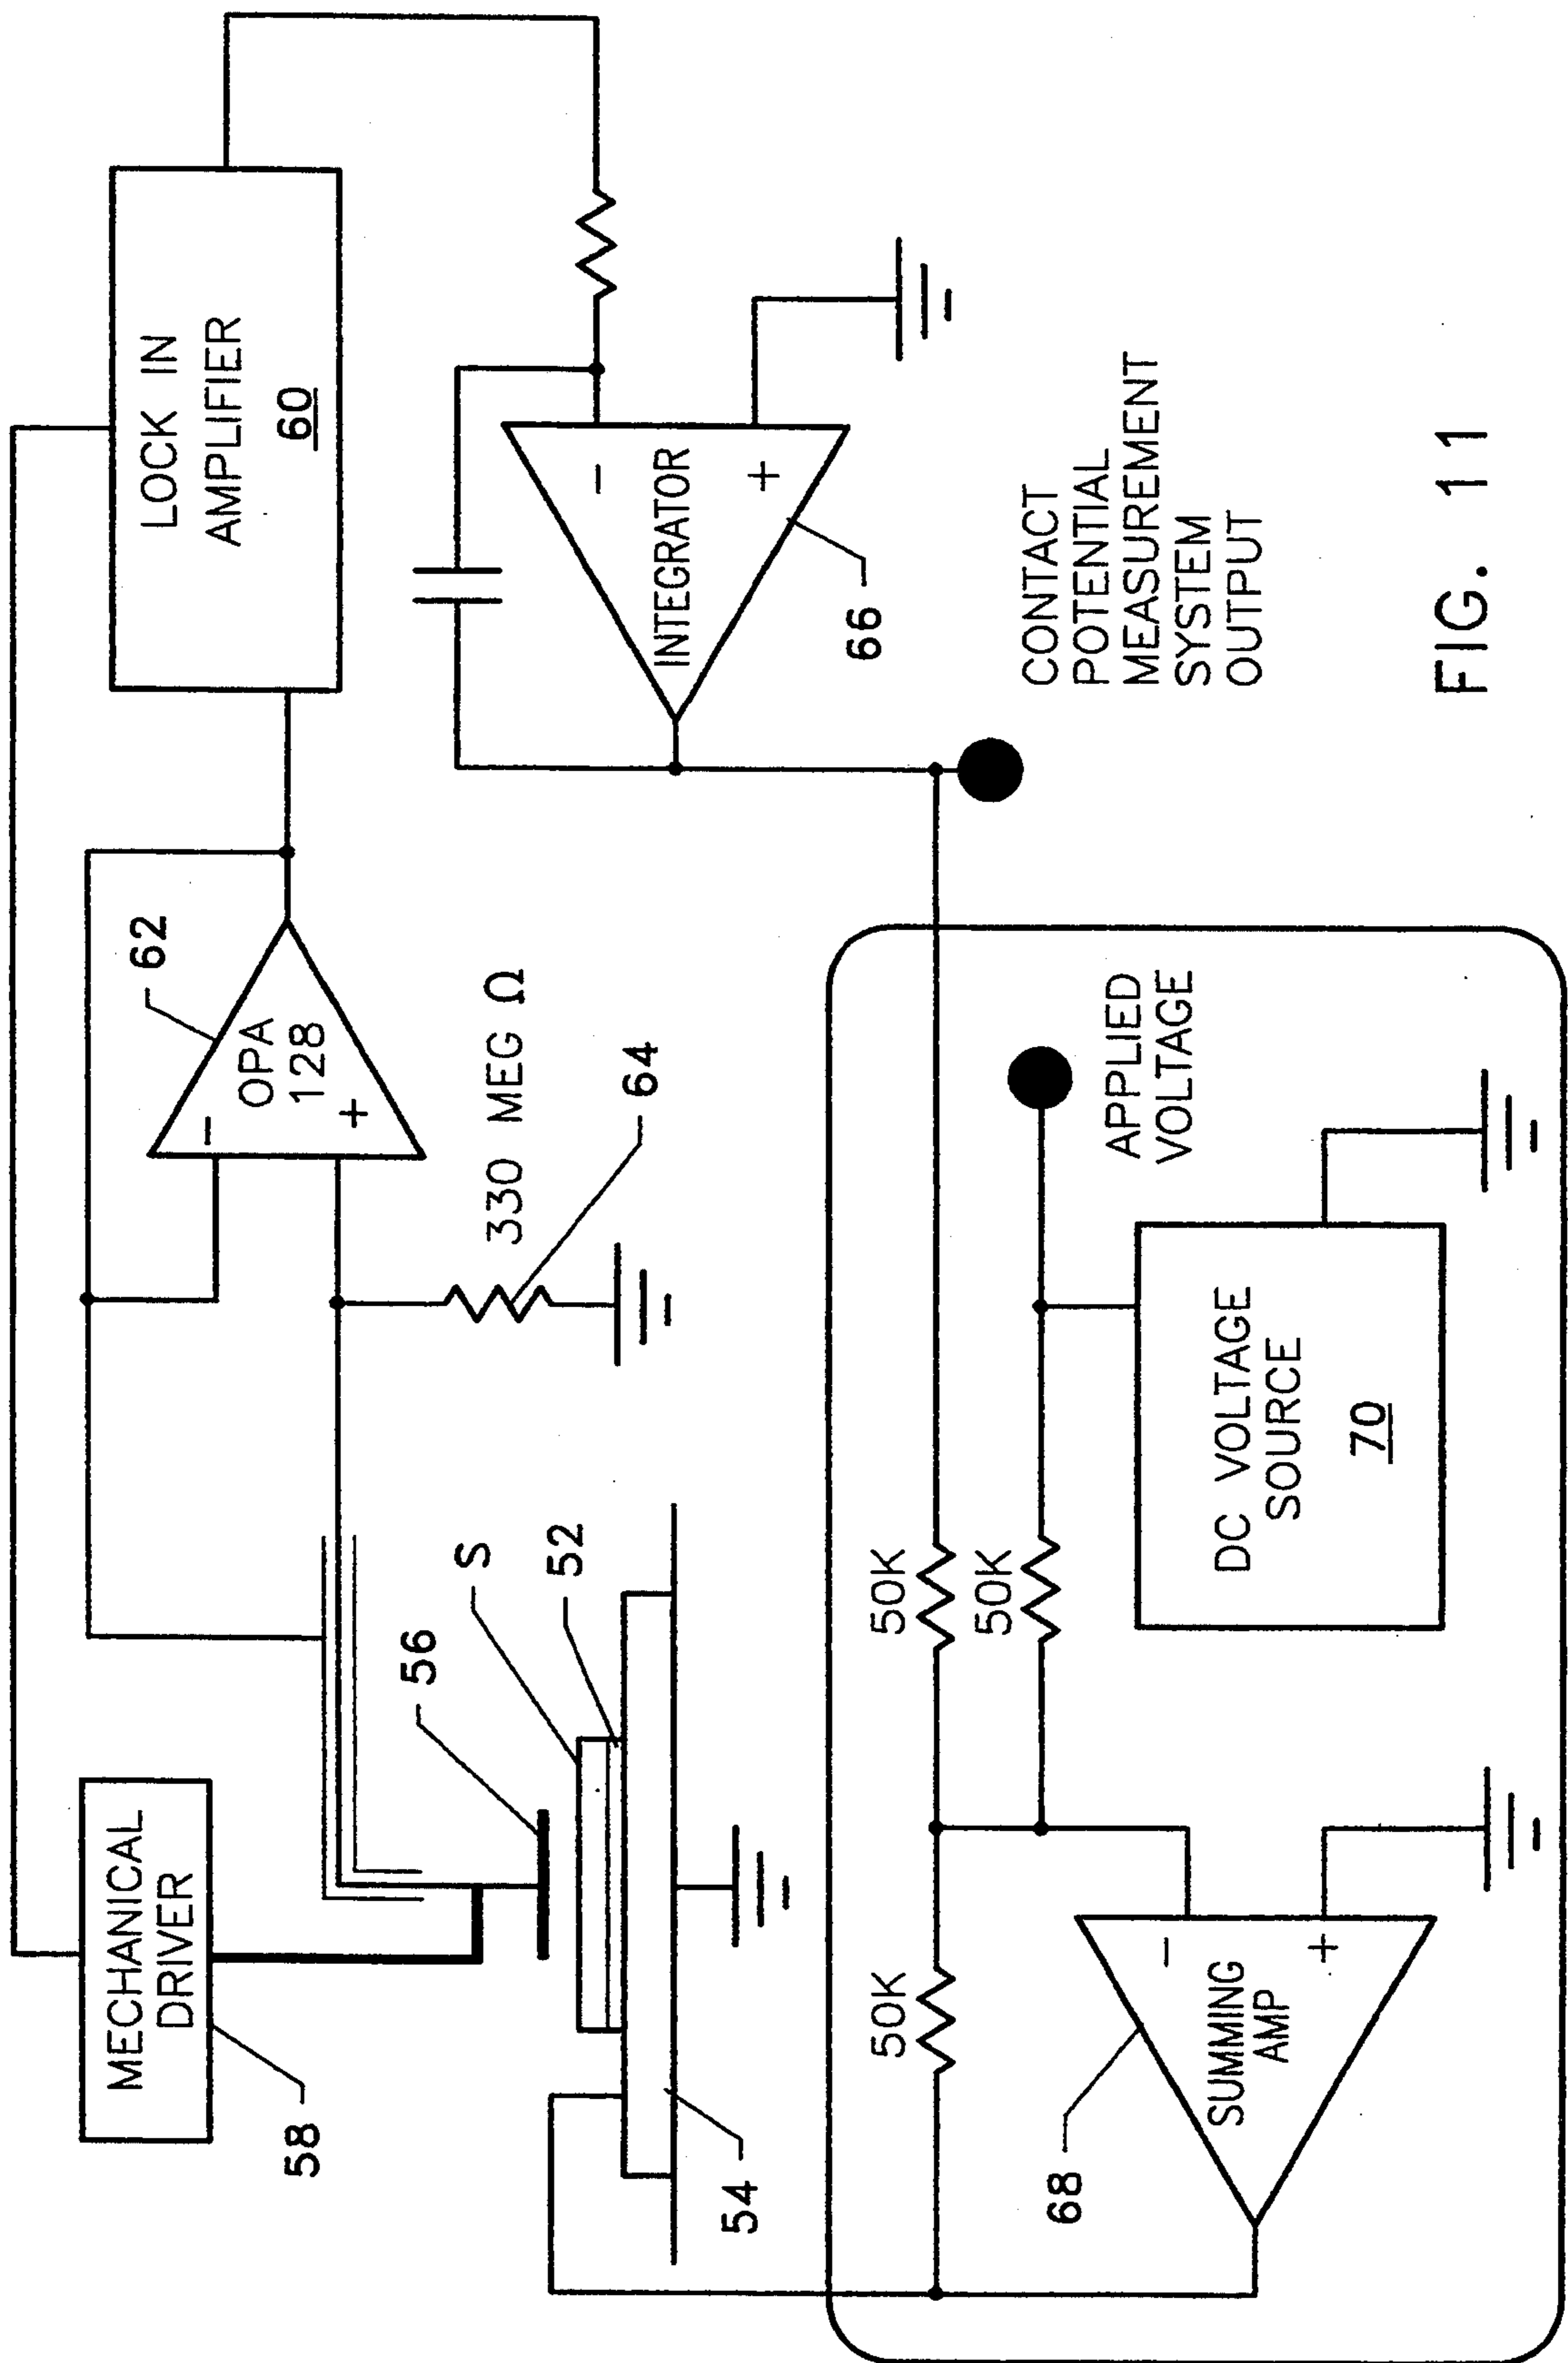 MECHANICAL
DRIVER
58
62
OPA
128
-
+
LOCK IN
AMPLIFIER
60
330 MEG Ω
64
56
S
52
54
-
+
INTEGRATOR
66
CONTACT
POTENTIAL
MEASUREMENT
SYSTEM
OUTPUT
50K
50K
50K
APPLIED
VOLTAGE
DC VOLTAGE
SOURCE
70
-
+
SUMMING
AMP
68
FIG. 11